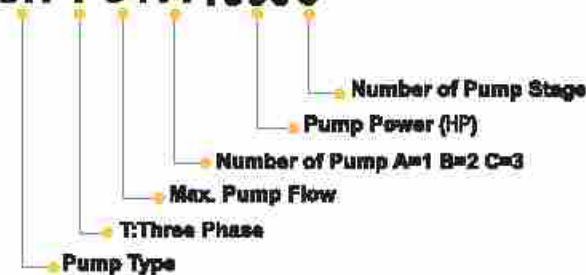 Number of Pump Stage
Pump Power (HP)
Number of Pump A=1 B=2 C=3
Max. Pump Flow
T:Three Phase
Pump Type